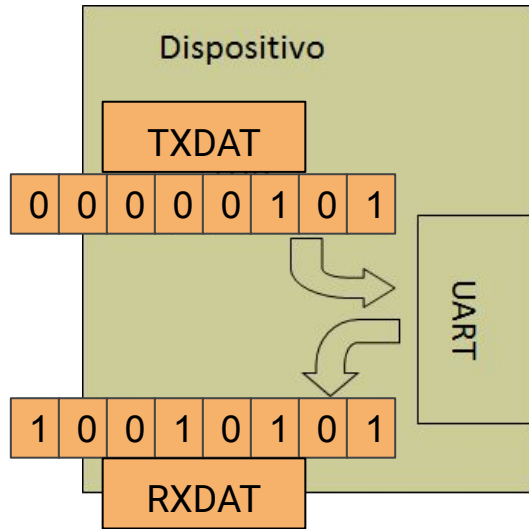 Dispositivo
TXDAT
0 0 0 0 0 1 0 1
UART
1 0 0 1 0 1 0 1
RXDAT